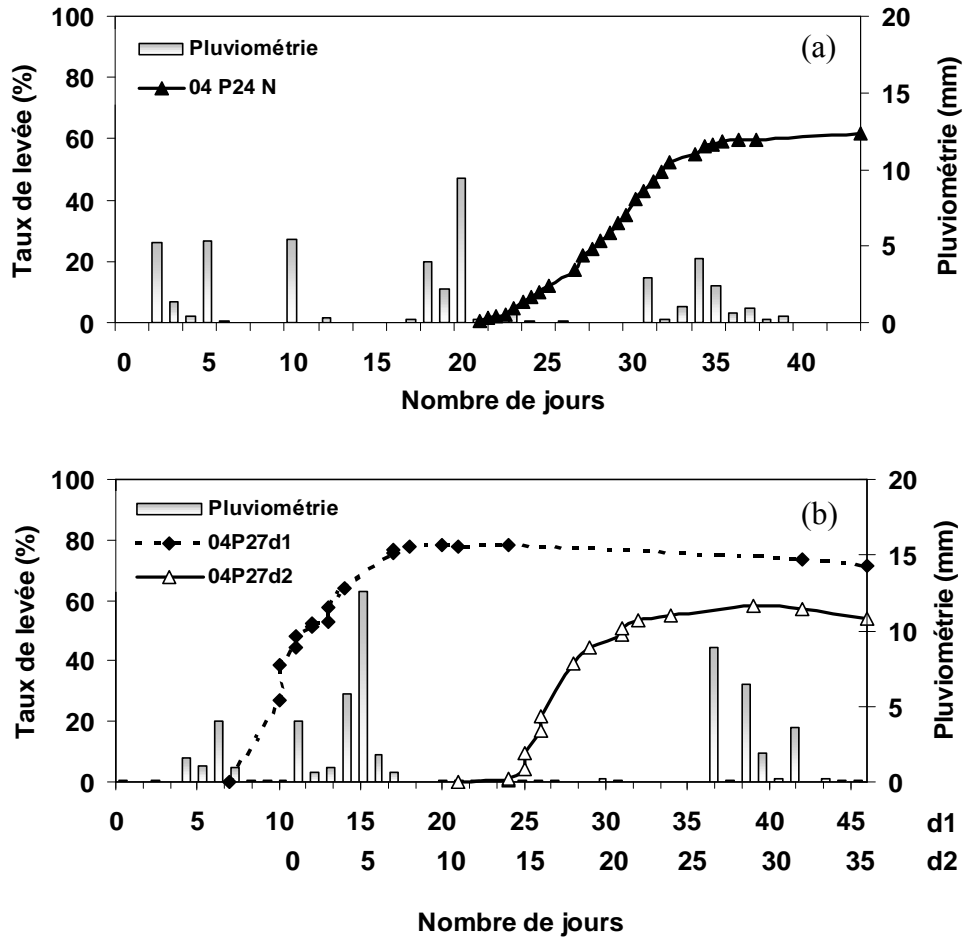 100 20
(a)
Pluviométrie
04 P24 N
80 15
60 10
40
20 5
0 0
Taux de levée (%)
Pluviométrie (mm)
0 5 10 15 20 25 30 35 40
Nombre de jours
100 20
(b)
Pluviométrie
04P27d1
04P27d2
80 15
60 10
40
20 5
0 0
Taux de levée (%)
Pluviométrie (mm)
0 5 10 15 20 25 30 35 40 45 d1
0 5 10 15 20 25 30 35 d2
Nombre de jours